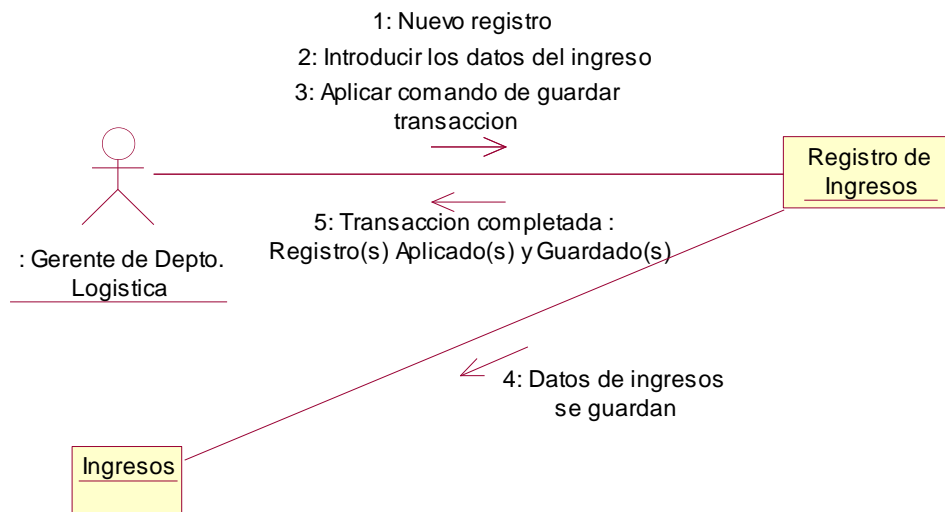 1: Nuevo registro
2: Introducir los datos del ingreso
3: Aplicar comando de guardar
transaccion
Registro de
Ingresos
5: Transaccion completada :
Registro(s) Aplicado(s) y Guardado(s)
: Gerente de Depto.
Logistica
4: Datos de ingresos
se guardan
Ingresos